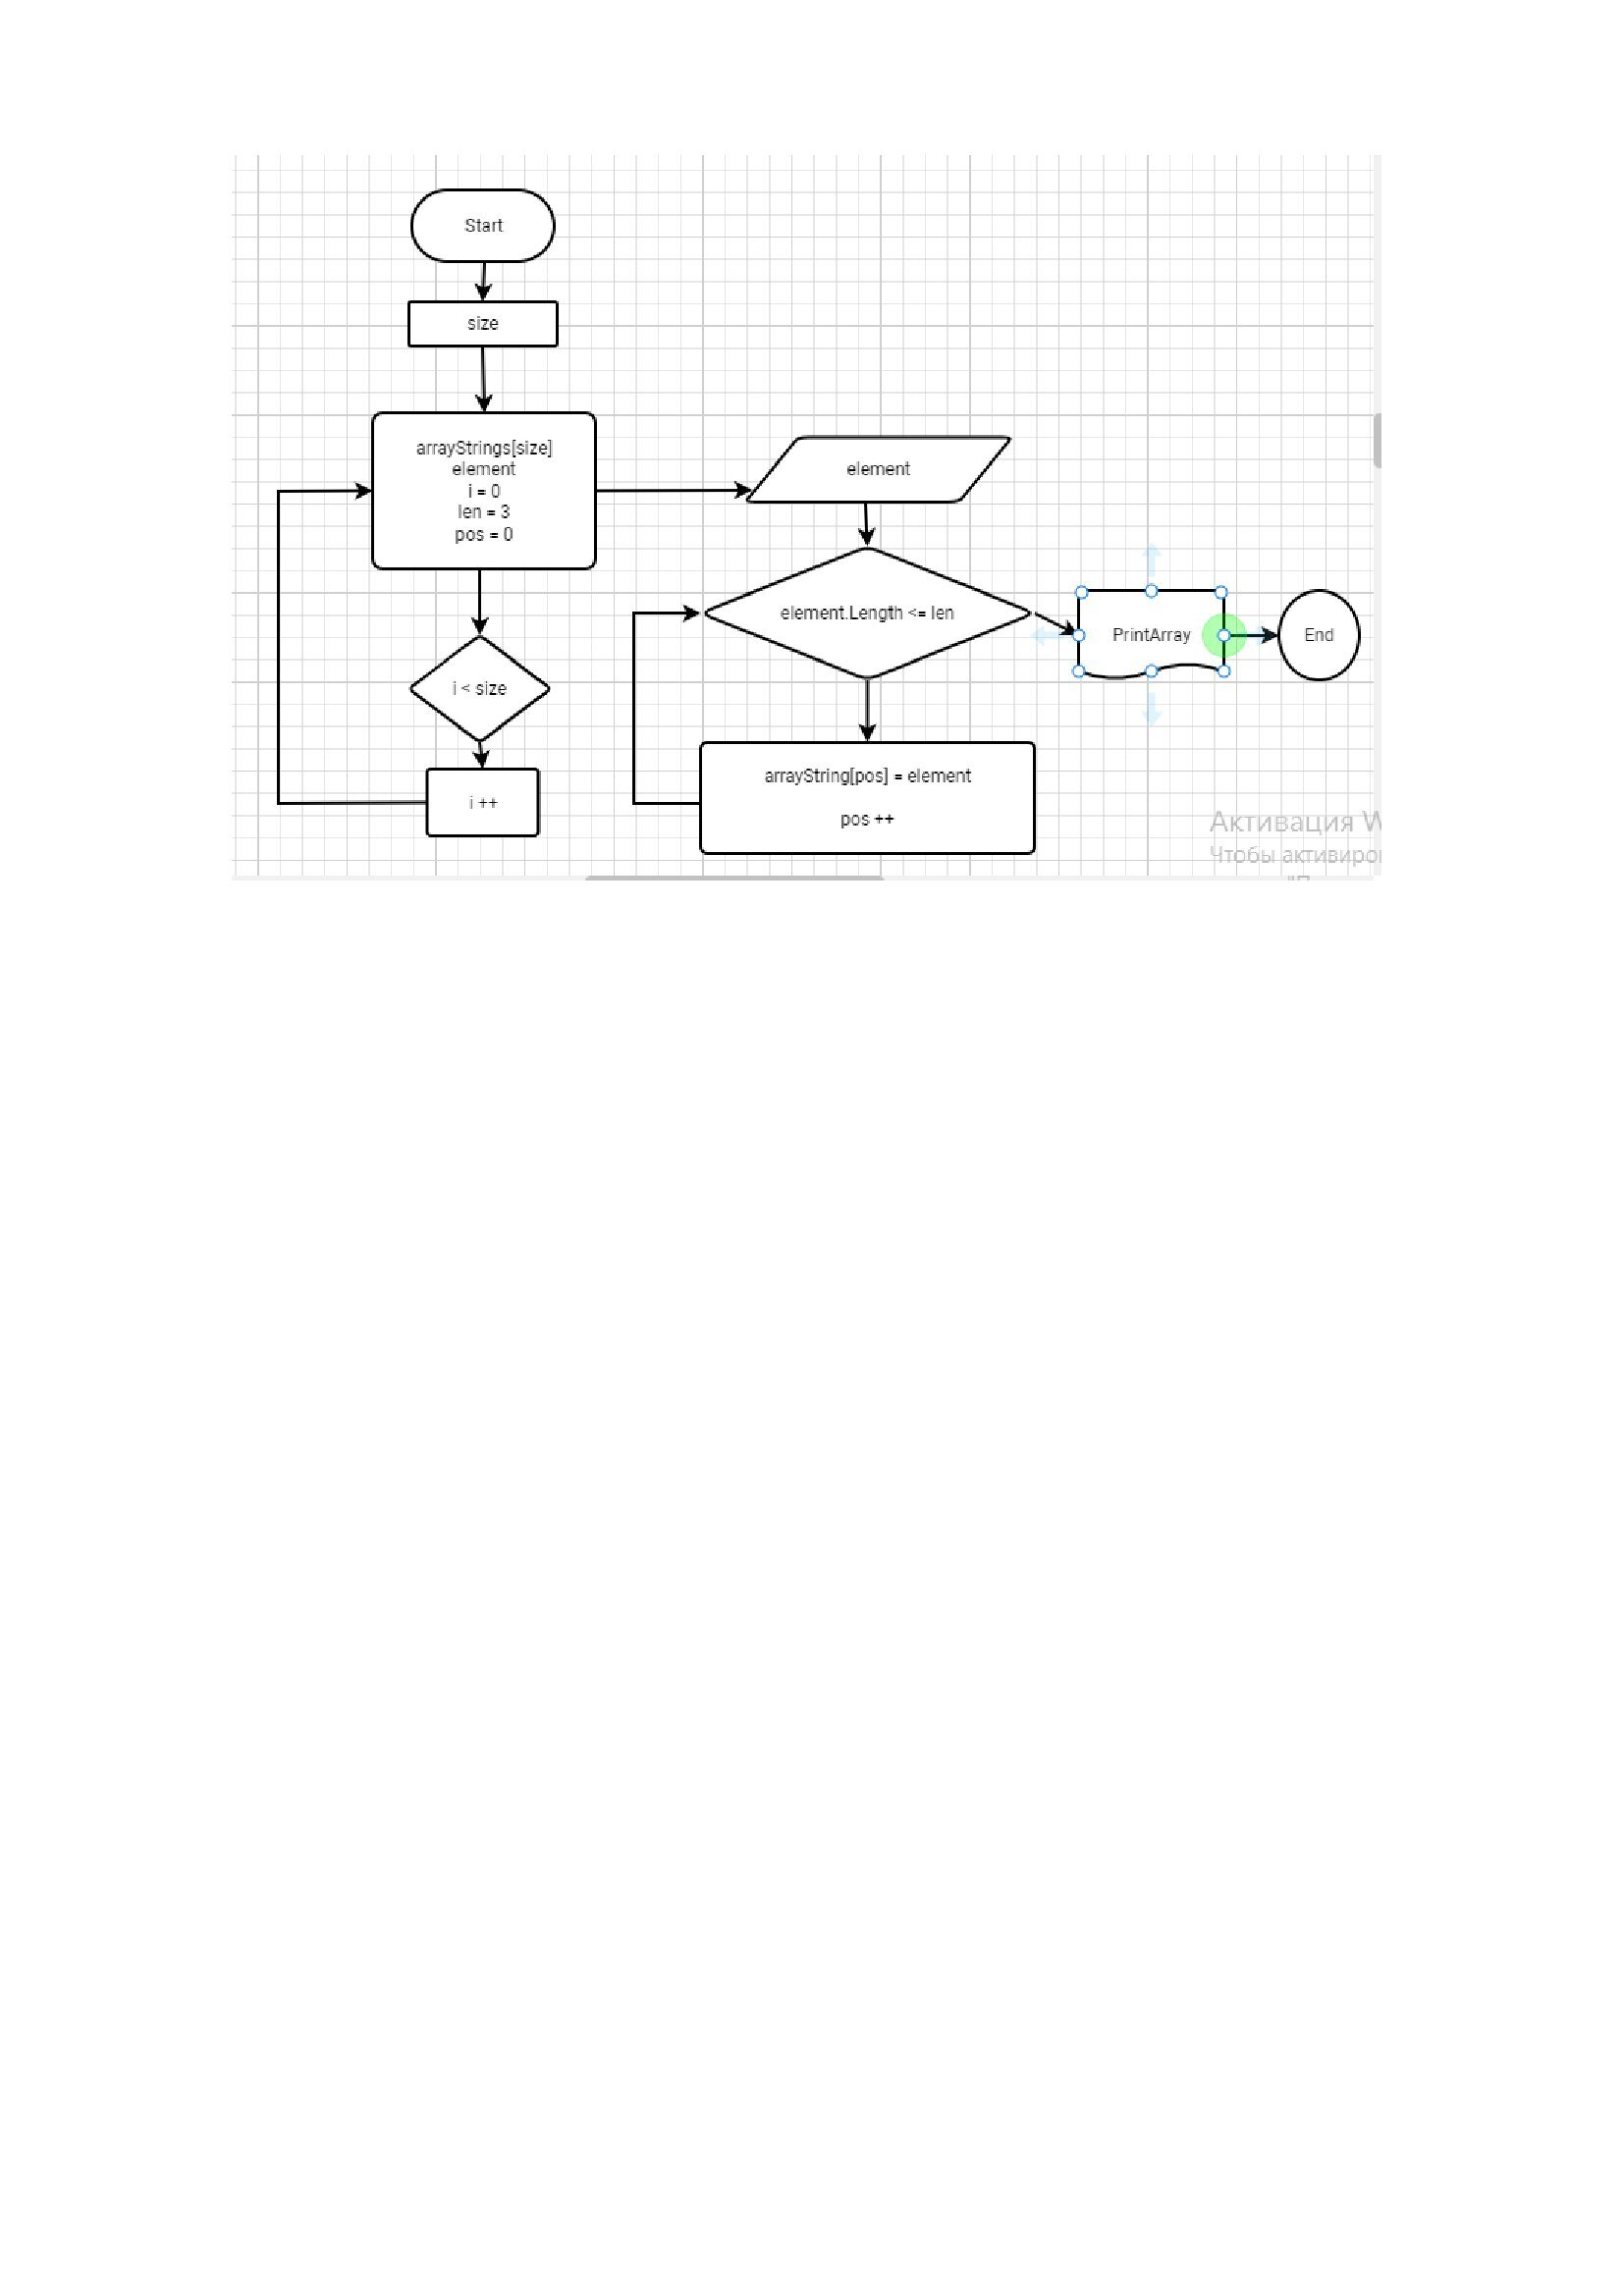 Start
size
arrayStrings[size]
element
i = 0
len = 3
pos = 0
i < size
i ++
element
element.Length <= len
arrayString[pos] = element
pos ++
PrintArray
End
Активация W
Чтобы активиро